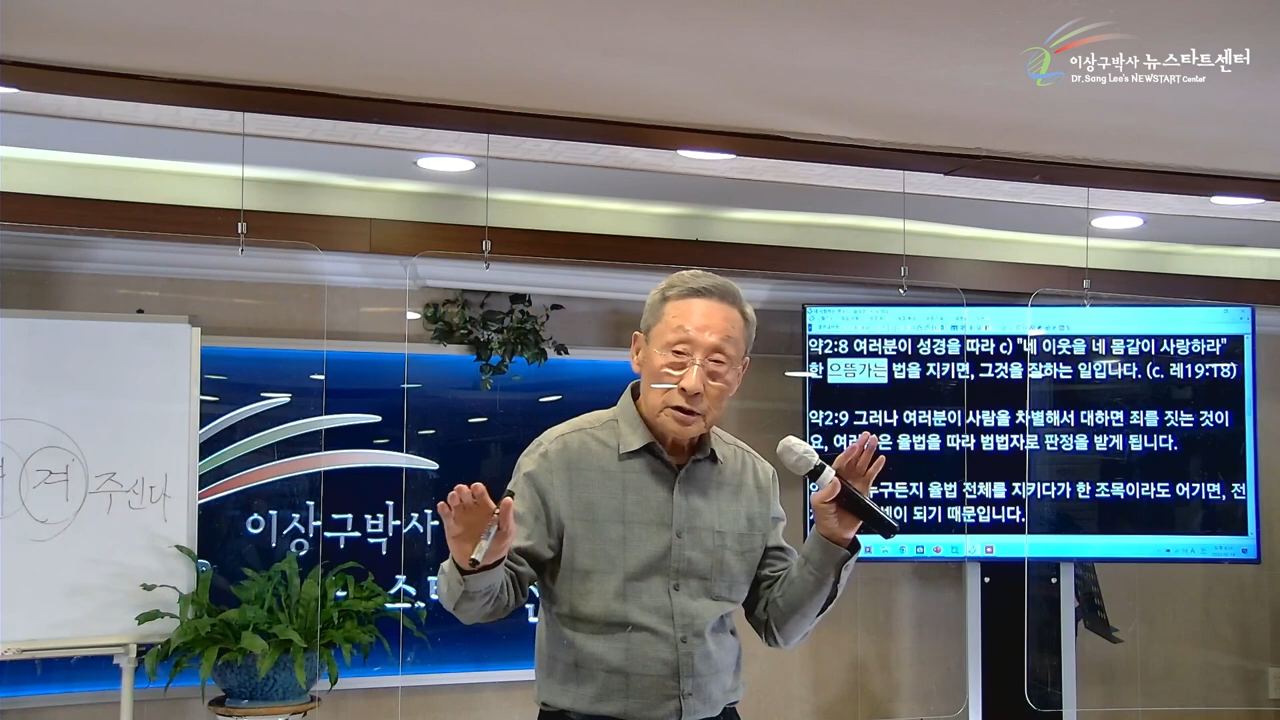 이상구박사 뉴스타트센터
Dr. Sang Lee's NEWSTART Center
약2:8 여러분이 성경을 따라 c) "네 이웃을 네 몸같이 사랑하라"
한 으뜸가는 법을 지키면, 그것을 잘하는 일입니다. (c. 레19:18)
약2:9 그러나 여러분이 사람을 차별해서 대하면 죄를 짓는 것이
요, 여러 은 율법을 따라 범법자로 판정을 받게 됩니다.
누구든지 율법 전체를 지키다가 한 조목이라도 어기면, 전
이 되기 때문입니다.
겨 주신다
이상구박사
스